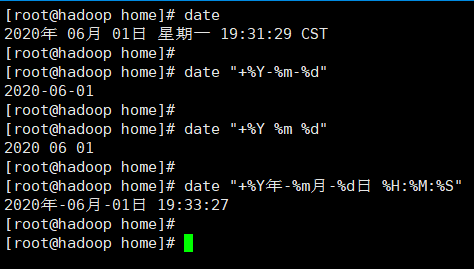 [root@hadoop home]# date
2020年 06月 01日 星期一 19:31:29 CST
[root@hadoop home]#
[root@hadoop home]# date "+%Y-%m-%d"
2020-06-01
[root@hadoop home]#
[root@hadoop home]# date "+%Y %m %d"
2020 06 01
[root@hadoop home]#
[root@hadoop home]# date "+%Y年-%m月-%d日 %H:%M:%S"
2020年-06月-01日 19:33:27
[root@hadoop home]#
[root@hadoop home]#